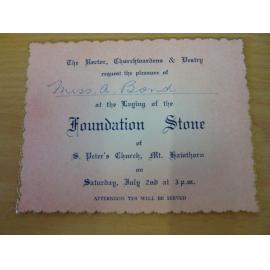 The Rector, Churchwardens & Vestry
request the pleasure of
Miss. A. Bond
at the Laying of the
Foundation Stone
of
S. Peter's Church, Mt. Hawthorn
on
Saturday, July 2nd at 3 p.m.
AFTERNOON TEA WILL BE SERVED